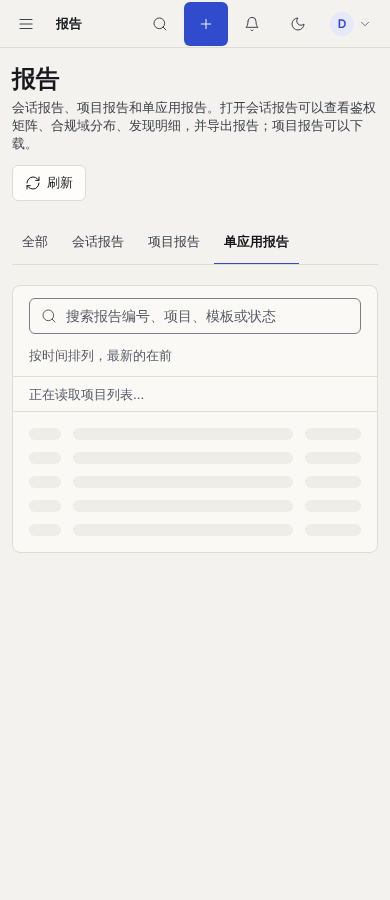 报告
D
报告
会话报告、项目报告和单应用报告。打开会话报告可以查看鉴权
矩阵、合规域分布、发现明细，并导出报告；项目报告可以下
载。
刷新
全部
会话报告
项目报告
单应用报告
搜索报告编号、项目、模板或状态
按时间排列，最新的在前
正在读取项目列表...